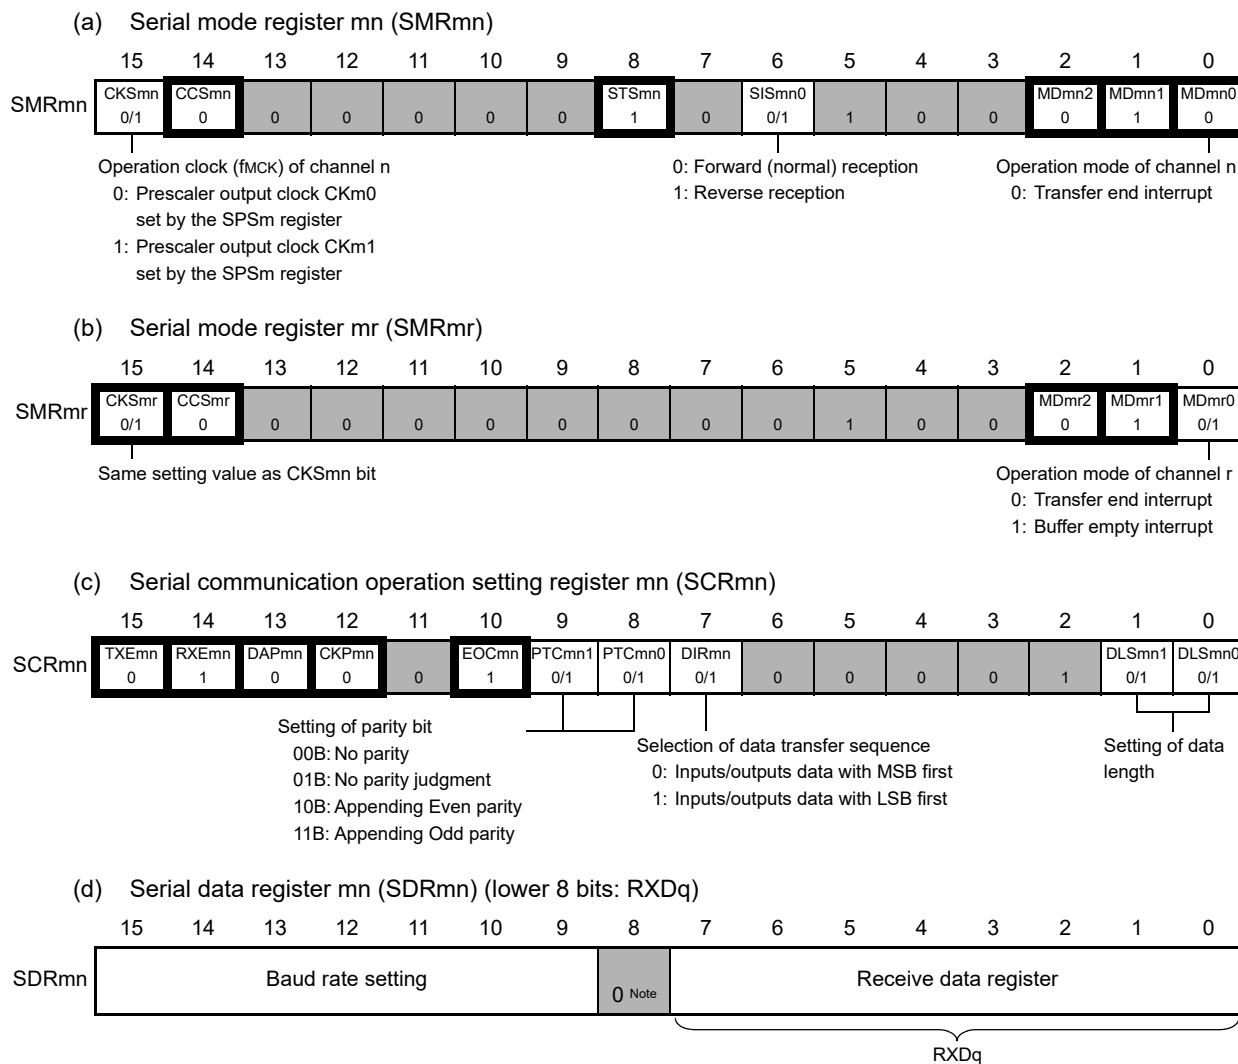 (a) Serial mode register mn (SMRmn)
15 14 13 12 11 10 9 8 7 6 5 4 3 2 1 0
SMRmn
CKSmn CCSmn STSmn SISmn0 MDmn2 MDmn1 MDmn0
0/1 0 0 0 0 0 0 1 0 0/1 1 0 0 0 1 0
Operation clock (fMCK) of channel n
0: Prescaler output clock CKm0
set by the SPSm register
1: Prescaler output clock CKm1
set by the SPSm register
0: Forward (normal) reception
1: Reverse reception
Operation mode of channel n
0: Transfer end interrupt
(b) Serial mode register mr (SMRmr)
15 14 13 12 11 10 9 8 7 6 5 4 3 2 1 0
SMRmr
CKSmr CCSmr MDmr2 MDmr1 MDmr0
0/1 0 0 0 0 0 0 0 0 0 1 0 0 0 1 0/1
Same setting value as CKSmn bit
Operation mode of channel r
0: Transfer end interrupt
1: Buffer empty interrupt
(c) Serial communication operation setting register mn (SCRmn)
15 14 13 12 11 10 9 8 7 6 5 4 3 2 1 0
SCRmn
TXEmn RXEmn DAPmn CKPmn EOCmn PTCmn1 PTCmn0 DIRmn DLSmn1 DLSmn0
0 1 0 0 0 1 0/1 0/1 0/1 0 0 0 0 1 0/1 0/1
Setting of parity bit
00B: No parity
01B: No parity judgment
10B: Appending Even parity
11B: Appending Odd parity
Selection of data transfer sequence
0: Inputs/outputs data with MSB first
1: Inputs/outputs data with LSB first
Setting of data
length
(d) Serial data register mn (SDRmn) (lower 8 bits: RXDq)
15 14 13 12 11 10 9 8 7 6 5 4 3 2 1 0
SDRmn
Baud rate setting
0 Note
Receive data register
RXDq